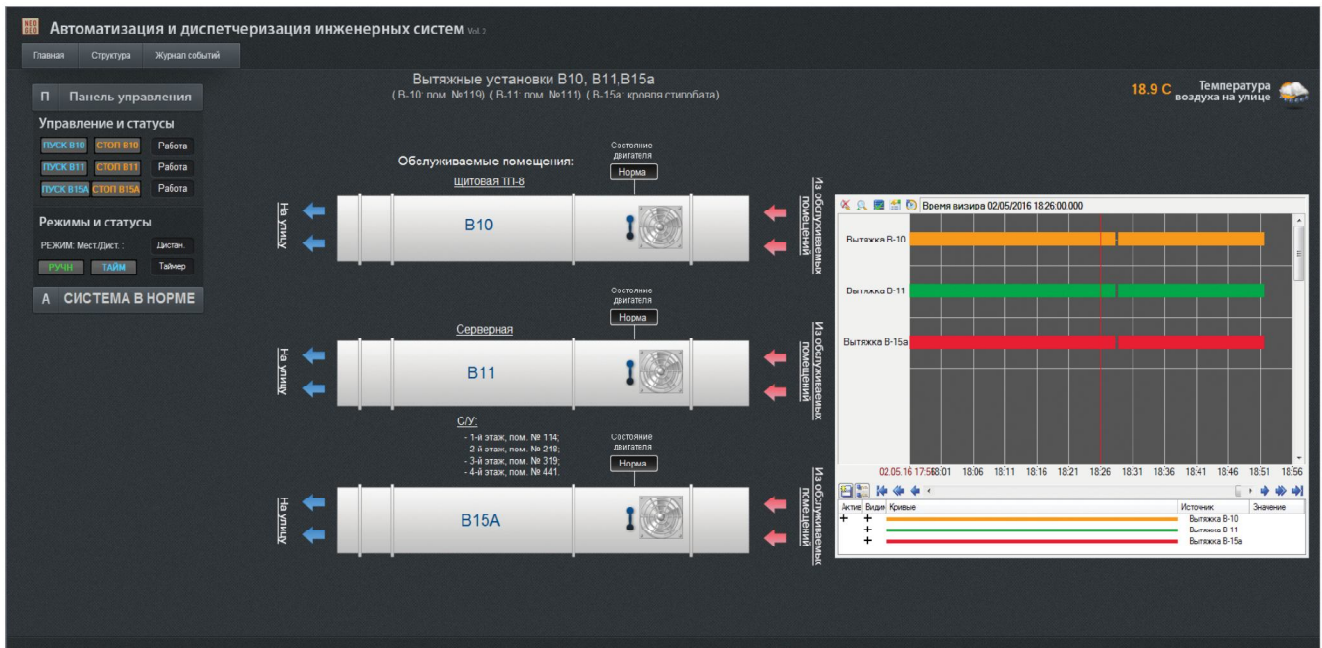 NEO
GEO
Автоматизация и диспетчеризация инженерных систем Vol. 2
Главная Структура Журнал событий
Вытяжные установки В10, В11,В15а
( В-10: пом. №119) ( В-11: пом. №111) ( В-15а: кровля стилобата)
18.9 С Температура
воздуха на улице
П Панель управления
Управление и статусы
ПУСК В10 СТОП В10 Работа
ПУСК В11 СТОП В11 Работа
ПУСК В15А СТОП В15А Работа
Режимы и статусы
РЕЖИМ: Мест./Дист. : Дистан.
РУЧН ТАЙМ Таймер
А СИСТЕМА В НОРМЕ
Обслуживаемые помещения:
Щитовая ТП-8
Состояние
двигателя
Норма
На улицу
В10
Из обслуживаемых
помещений
Серверная
Состояние
двигателя
Норма
На улицу
В11
Из обслуживаемых
помещений
С/У:
- 1-й этаж, пом. № 114;
2-й этаж, пом. № 219;
- 3-й этаж, пом. № 319;
- 4-й этаж, пом. № 441.
Состояние
двигателя
Норма
На улицу
В15А
Из обслуживаемых
помещений
Время визира 02/05/2016 18:26:00.000
Вытяжка В-10
Вытяжка В-11
Вытяжка В-15а
02.05.16 17:56 18:01 18:06 18:11 18:16 18:21 18:26 18:31 18:36 18:41 18:46 18:51 18:56
Актив Видим Кривые Источник Значение
Вытяжка В-10
Вытяжка В-11
Вытяжка В-15а